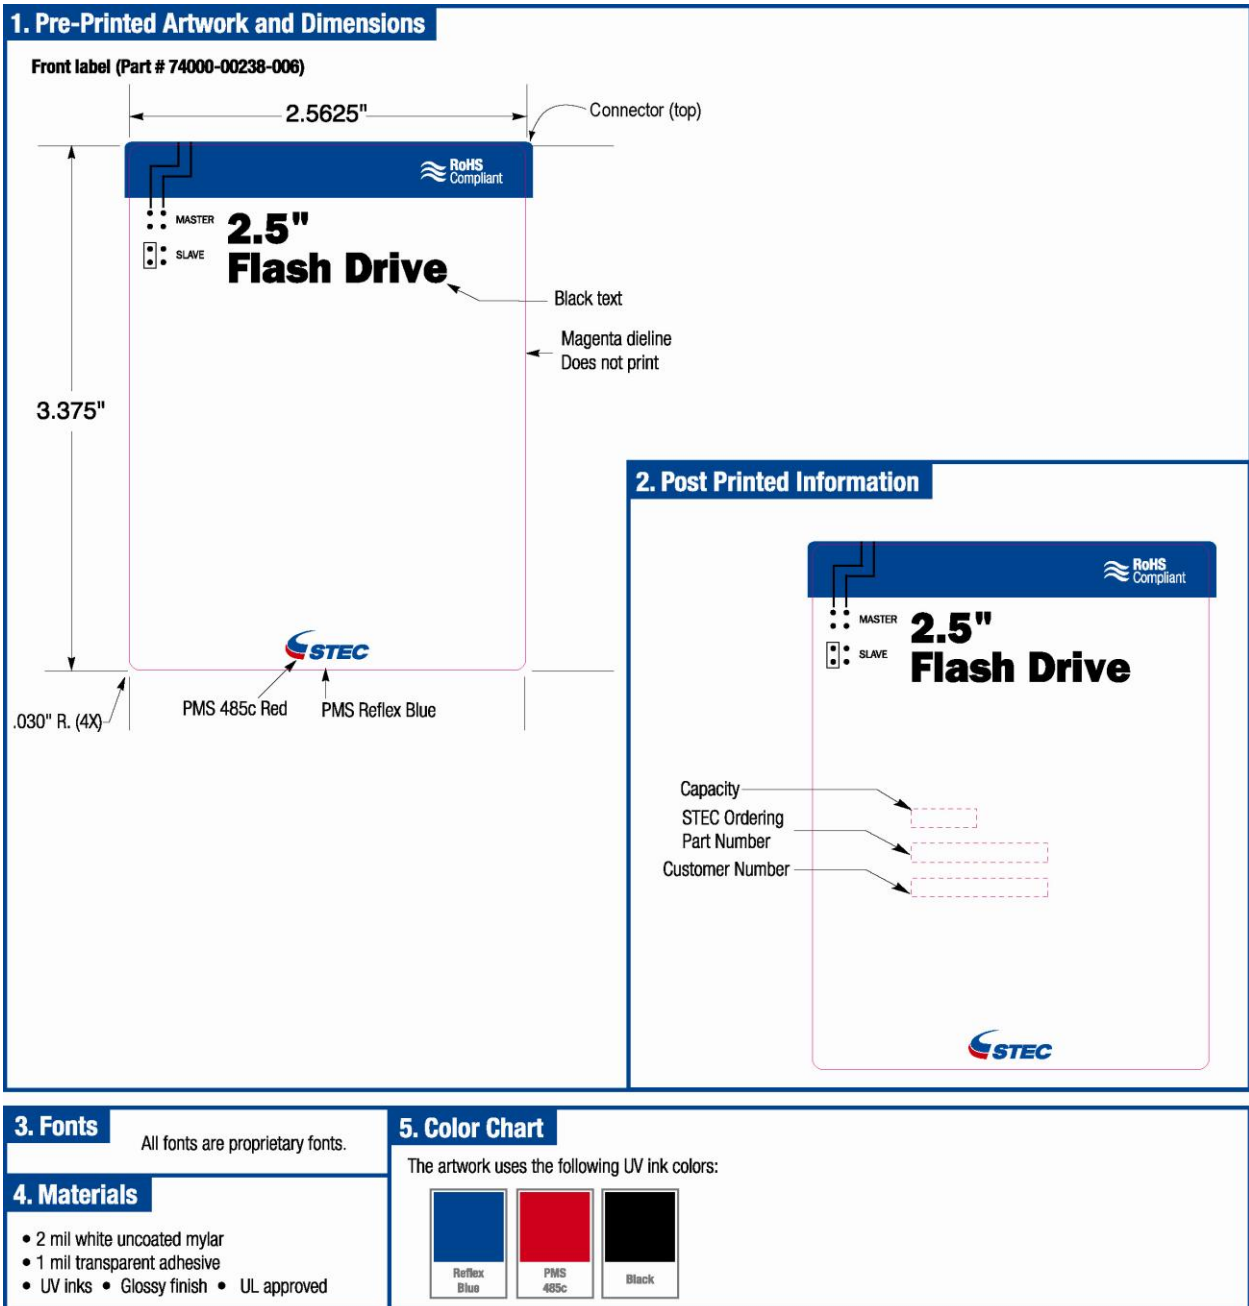 1. Pre-Printed Artwork and Dimensions
Front label (Part # 74000-00238-006)
2.5625"
Connector (top)
RoHS
Compliant
MASTER
SLAVE
2.5"
Flash Drive
Black text
Magenta dieline
Does not print
3.375"
STEC
PMS 485c Red
PMS Reflex Blue
.030" R. (4X)
2. Post Printed Information
RoHS
Compliant
MASTER
SLAVE
2.5"
Flash Drive
Capacity
STEC Ordering
Part Number
Customer Number
STEC
3. Fonts
All fonts are proprietary fonts.
4. Materials
• 2 mil white uncoated mylar
• 1 mil transparent adhesive
• UV inks • Glossy finish • UL approved
5. Color Chart
The artwork uses the following UV ink colors:
Reflex
Blue
PMS
485c
Black